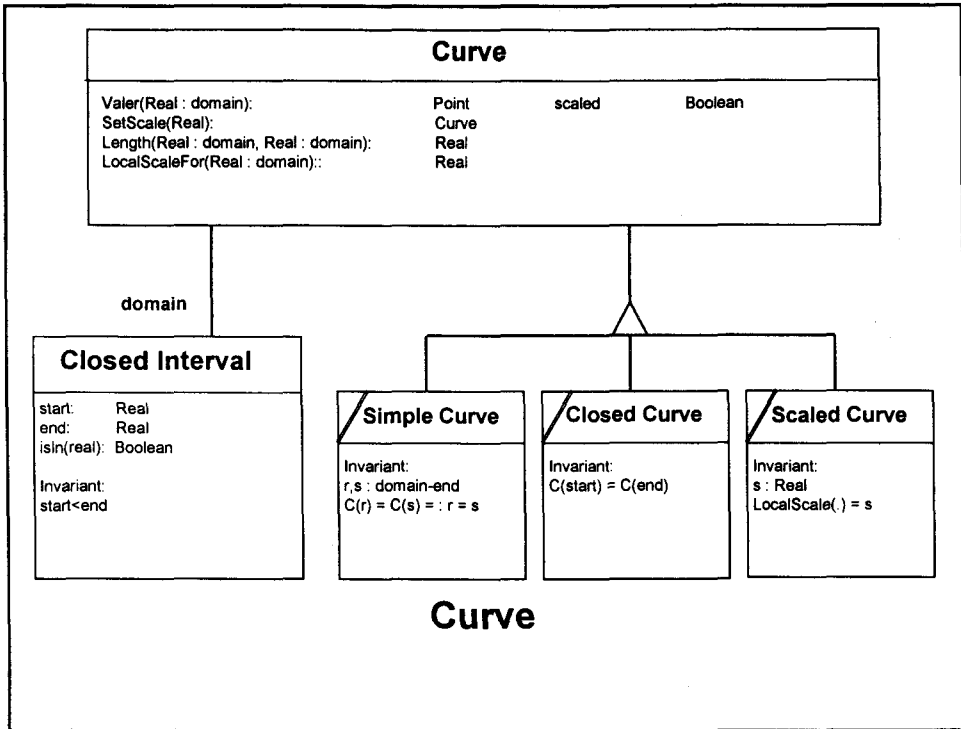 Curve
Valer(Real : domain): Point scaled Boolean
SetScale(Real): Curve
Length(Real : domain, Real : domain): Real
LocalScaleFor(Real : domain):: Real
domain
Closed Interval
start: Real
end: Real
isIn(real): Boolean
Invariant:
start<end
Simple Curve
Invariant:
r,s : domain-end
C(r) = C(s) = : r = s
Closed Curve
Invariant:
C(start) = C(end)
Scaled Curve
Invariant:
s : Real
LocalScale(.) = s
Curve